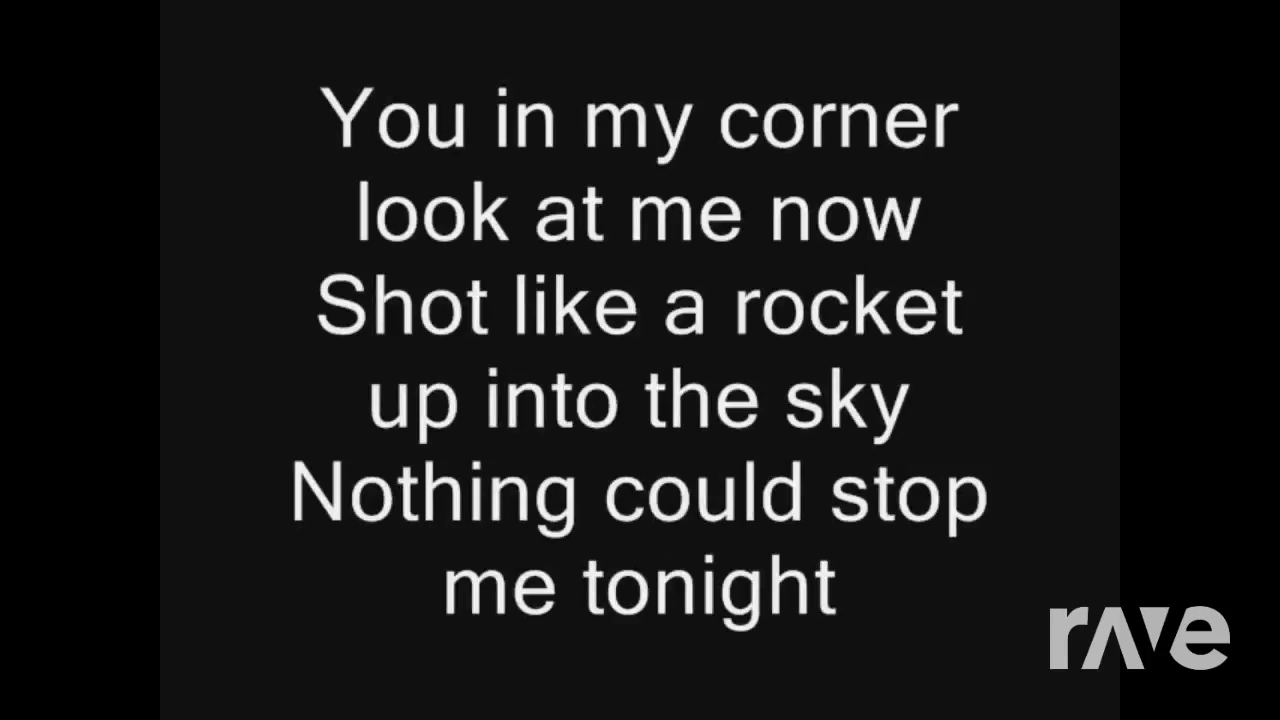 You in my corner
look at me now
Shot like a rocket
up into the sky
Nothing could stop
me tonight
rave